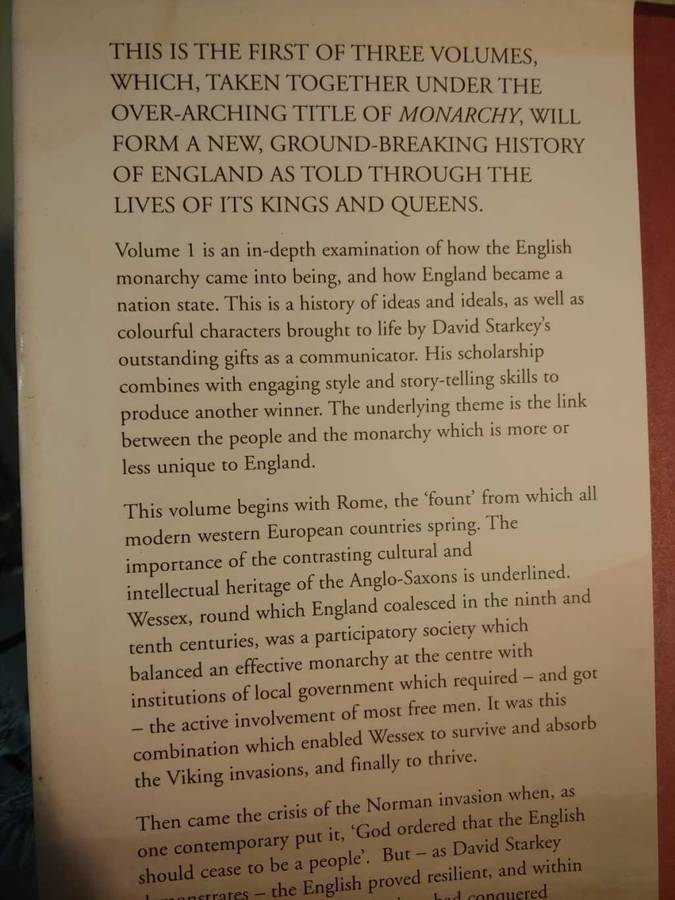 THIS IS THE FIRST OF THREE VOLUMES,
WHICH, TAKEN TOGETHER UNDER THE
OVER-ARCHING TITLE OF MONARCHY, WILL
FORM A NEW, GROUND-BREAKING HISTORY
OF ENGLAND AS TOLD THROUGH THE
LIVES OF ITS KINGS AND QUEENS.
Volume 1 is an in-depth examination of how the English
monarchy came into being, and how England became a
nation state. This is a history of ideas and ideals, as well as
colourful characters brought to life by David Starkey's
outstanding gifts as a communicator. His scholarship
combines with engaging style and story-telling skills to
produce another winner. The underlying theme is the link
between the people and the monarchy which is more or
less unique to England.
This volume begins with Rome, the 'fount' from which all
modern western European countries spring. The
importance of the contrasting cultural and
intellectual heritage of the Anglo-Saxons is underlined.
Wessex, round which England coalesced in the ninth and
tenth centuries, was a participatory society which
balanced an effective monarchy at the centre with
institutions of local government which required – and got
– the active involvement of most free men. It was this
combination which enabled Wessex to survive and absorb
the Viking invasions, and finally to thrive.
Then came the crisis of the Norman invasion when, as
one contemporary put it, 'God ordered that the English
should cease to be a people'. But – as David Starkey
demonstrates – the English proved resilient, and within
had conquered